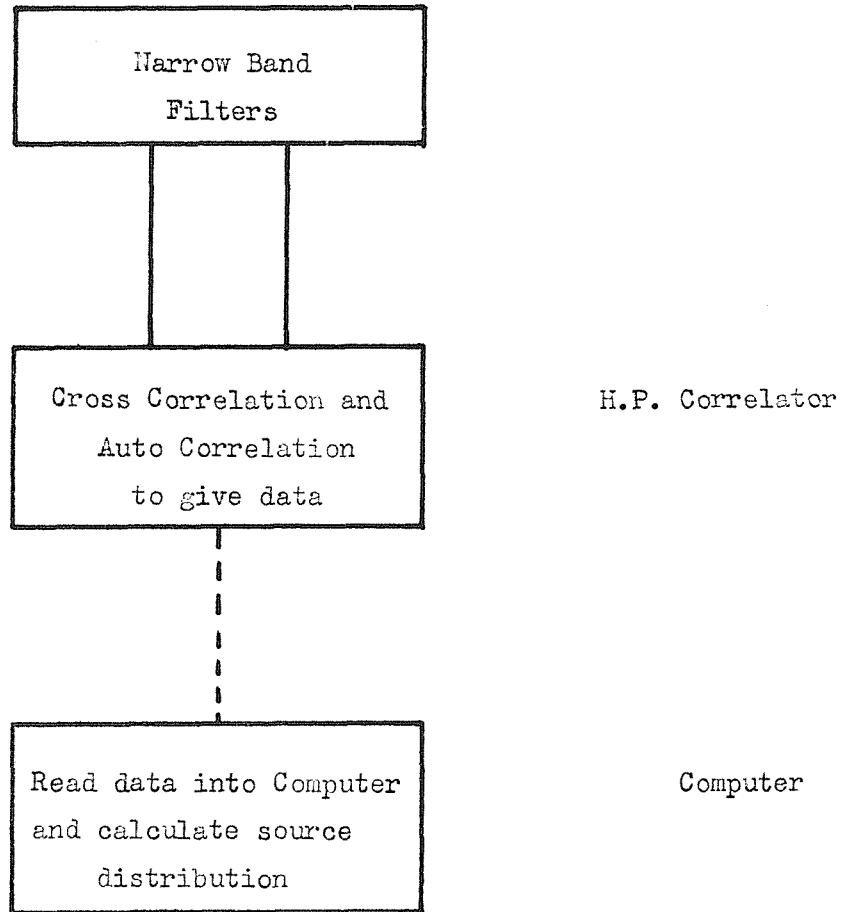 Narrow Band
Filters
Cross Correlation and
Auto Correlation
to give data
H.P. Correlator
Read data into Computer
and calculate source
distribution
Computer